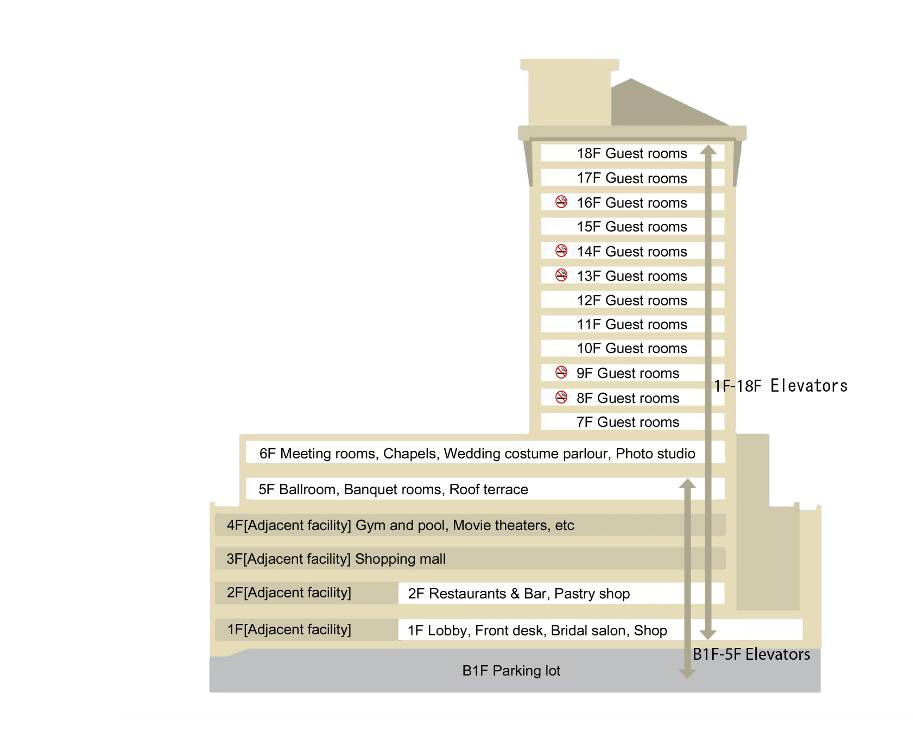 18F Guest rooms
17F Guest rooms
16F Guest rooms
15F Guest rooms
14F Guest rooms
13F Guest rooms
12F Guest rooms
11F Guest rooms
10F Guest rooms
9F Guest rooms
1F-18F Elevators
8F Guest rooms
7F Guest rooms
6F Meeting rooms, Chapels, Wedding costume parlour, Photo studio
5F Ballroom, Banquet rooms, Roof terrace
4F[Adjacent facility] Gym and pool, Movie theaters, etc
3F[Adjacent facility] Shopping mall
2F[Adjacent facility]
2F Restaurants & Bar, Pastry shop
1F[Adjacent facility]
1F Lobby, Front desk, Bridal salon, Shop
B1F-5F Elevators
B1F Parking lot